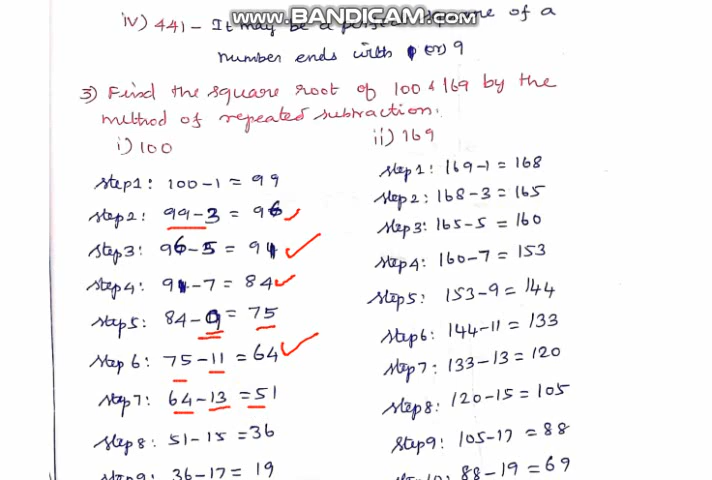 www.BANDICAM.com
iv) 441 - It may be a perfect square of a
number ends with 1 or 9
3) Find the square root of 100 & 169 by the
method of repeated subtraction.
i) 100
step1: 100-1 = 99
step2: 99-3 = 96
step3: 96-5 = 91
step4: 91-7 = 84
step5: 84-9 = 75
step6: 75-11 = 64
step7: 64-13 = 51
step8: 51-15 = 36
step9: 36-17 = 19
ii) 169
step1: 169-1 = 168
step2: 168-3 = 165
step3: 165-5 = 160
step4: 160-7 = 153
step5: 153-9 = 144
step6: 144-11 = 133
step7: 133-13 = 120
step8: 120-15 = 105
step9: 105-17 = 88
step10: 88-19 = 69